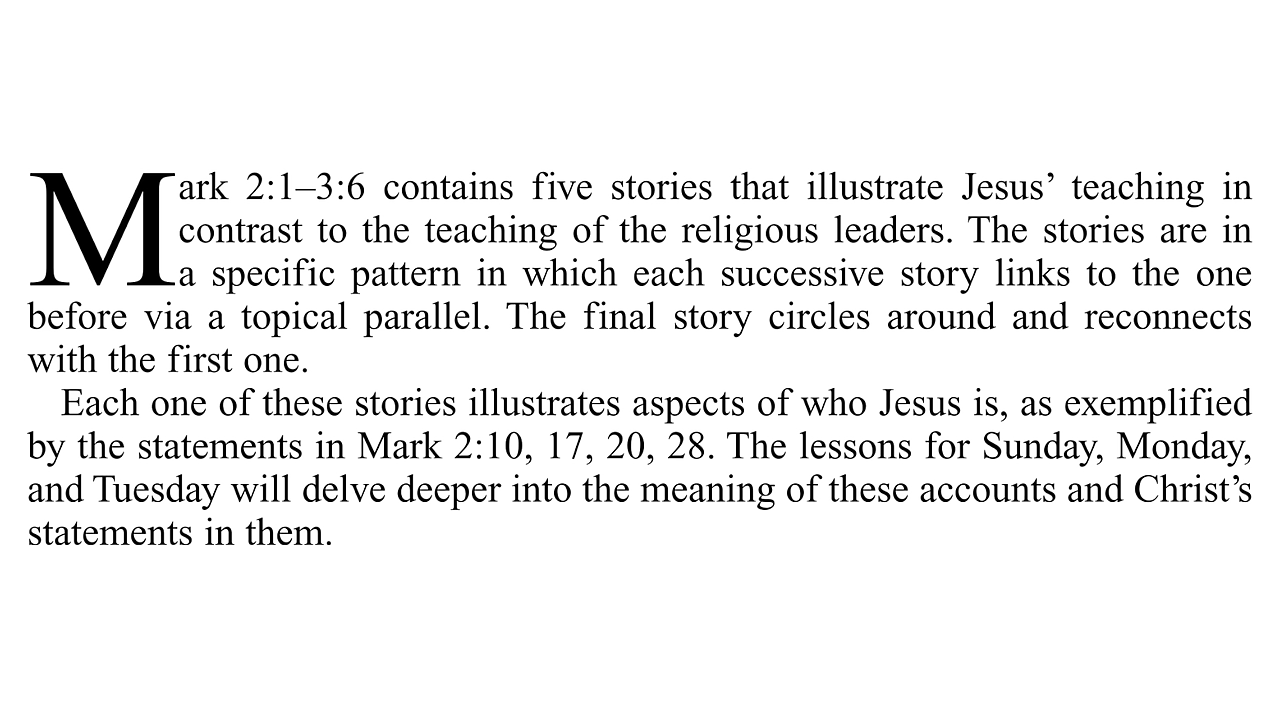 Mark 2:1–3:6 contains five stories that illustrate Jesus’ teaching in
contrast to the teaching of the religious leaders. The stories are in
a specific pattern in which each successive story links to the one
before via a topical parallel. The final story circles around and reconnects
with the first one.
Each one of these stories illustrates aspects of who Jesus is, as exemplified
by the statements in Mark 2:10, 17, 20, 28. The lessons for Sunday, Monday,
and Tuesday will delve deeper into the meaning of these accounts and Christ’s
statements in them.